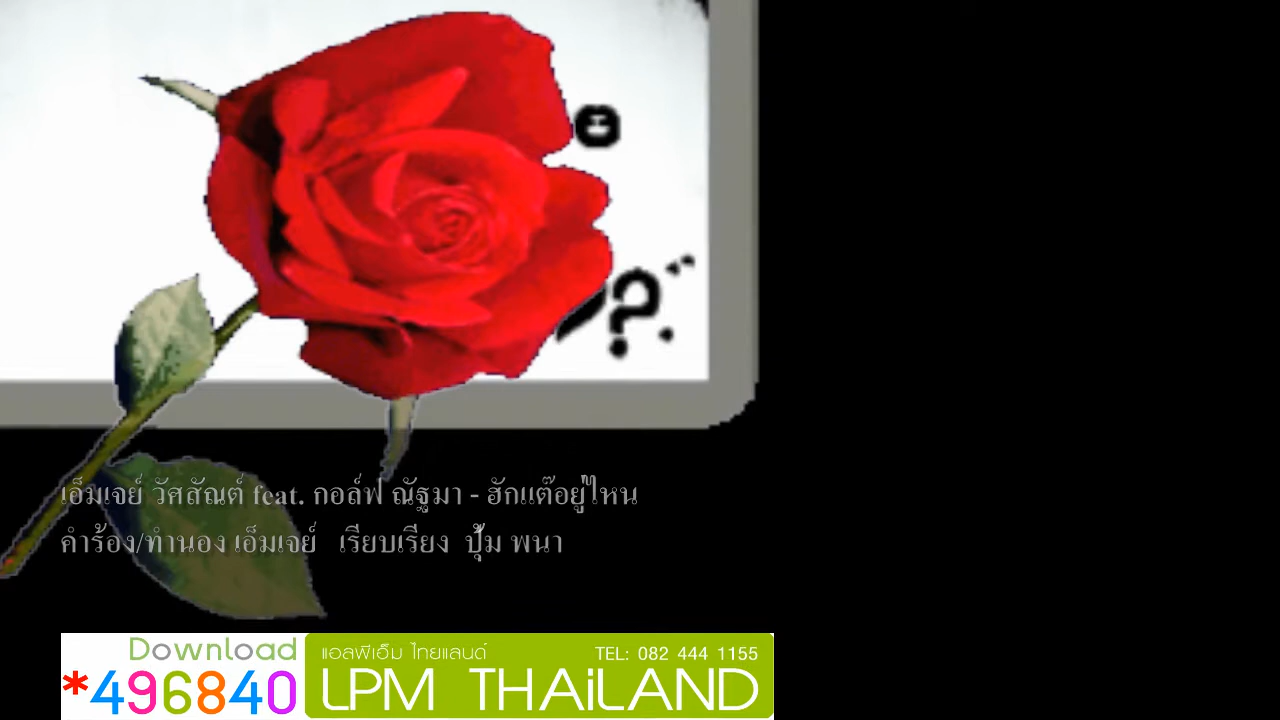 ?
เอ็มเจย์ วัศสัณต์ feat. กอล์ฟ ณัฐมา - ฮักแต๊อยู่ไหน
คำร้อง/ทำนอง เอ็มเจย์ เรียบเรียง ปุ้ม พนา
Download
*496840
แอลพีเอ็ม ไทยแลนด์ TEL: 082 444 1155
LPM THAiLAND